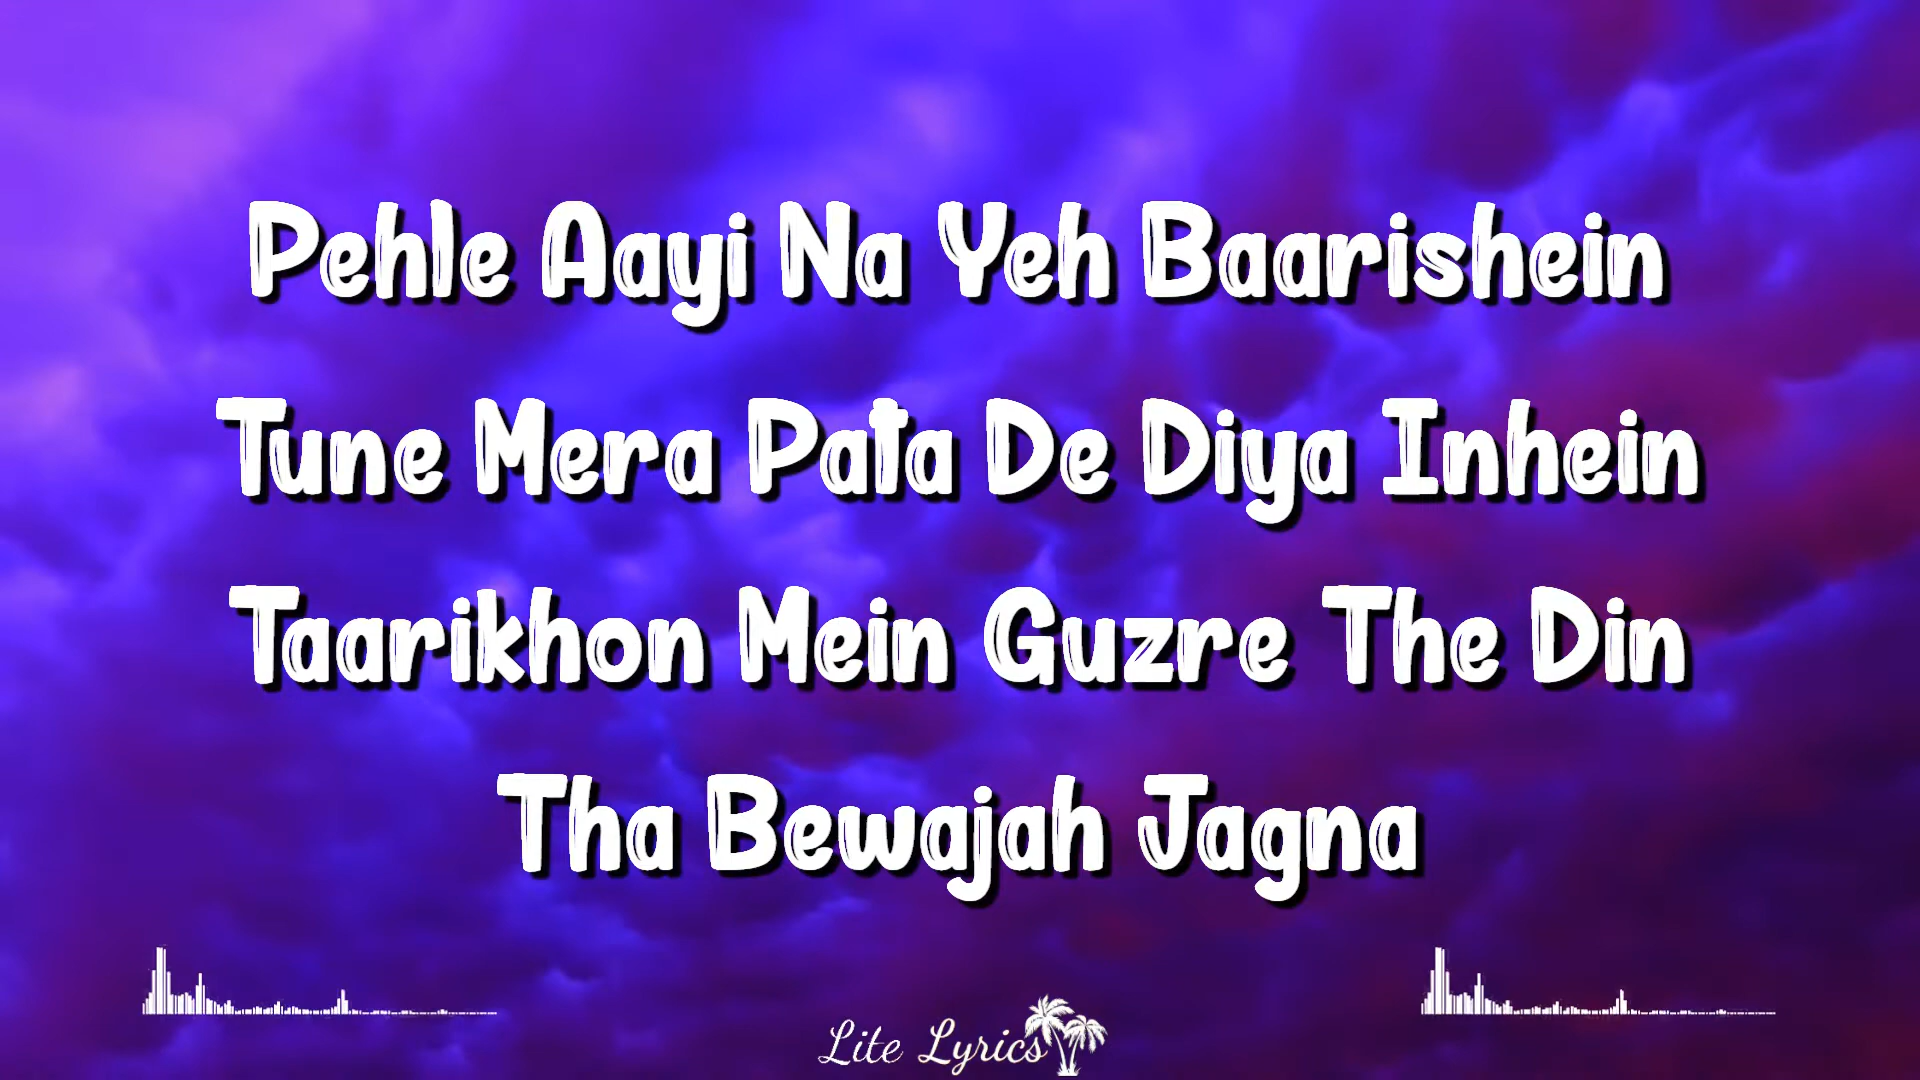 Pehle Aayi Na Yeh Baarishein
Tune Mera Pata De Diya Inhein
Taarikhon Mein Guzre The Din
Tha Bewajah Jagna
Lite Lyrics